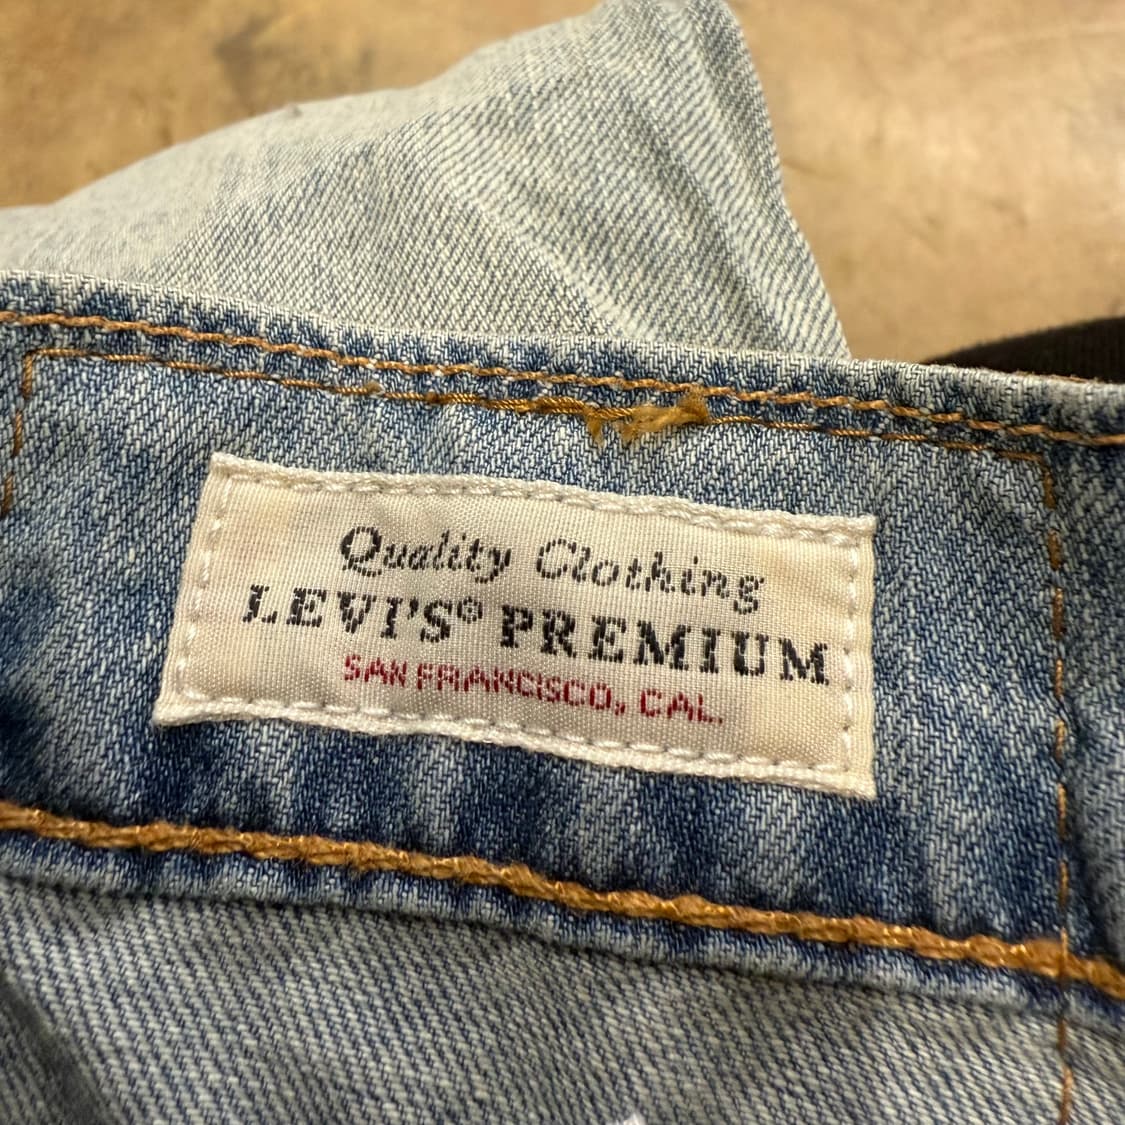 Quality Clothing
LEVI'S® PREMIUM
SAN FRANCISCO, CAL.